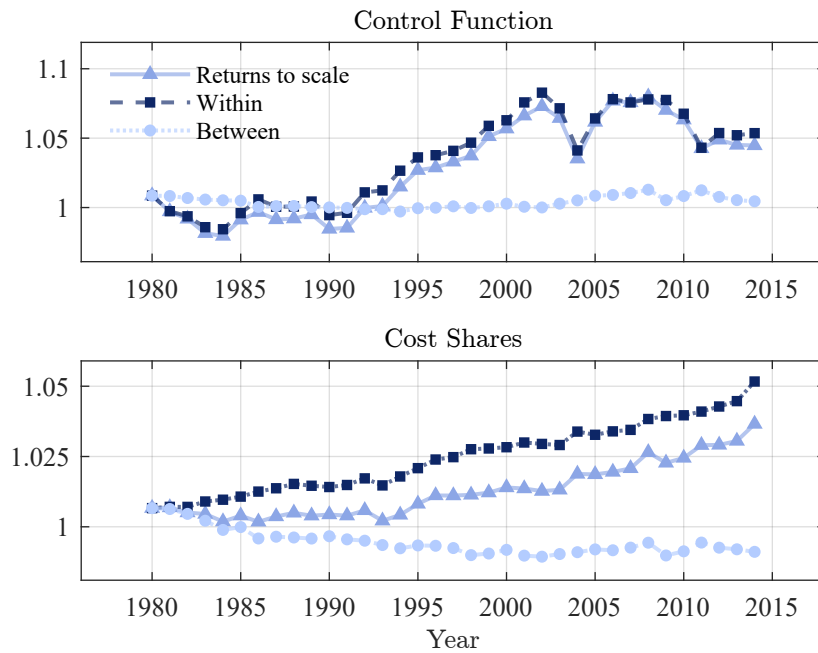 Control Function
1.1
1.05
1
Returns to scale
Within
Between
1980 1985 1990 1995 2000 2005 2010 2015
Cost Shares
1.05
1.025
1
1980 1985 1990 1995 2000 2005 2010 2015
Year